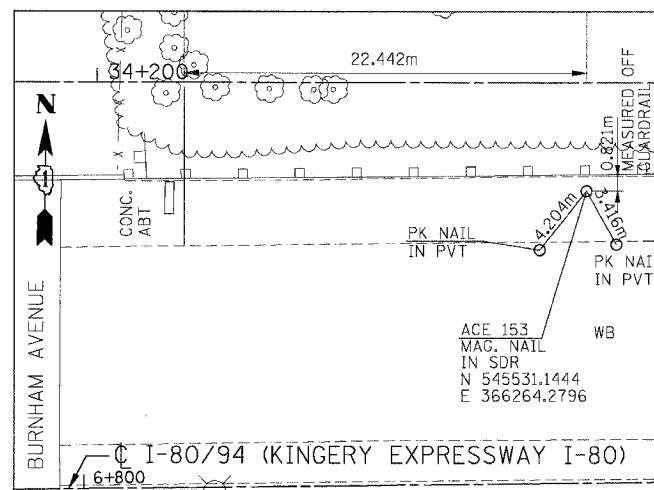 22.442m
34+200
0.821m
MEASURED OFF
GUARDRAIL
N
1
CONC.
ABT
4.204m
3.416m
PK NAIL
IN PVT
PK NAI
IN PVT
ACE 153
MAG. NAIL
IN SDR
N 545531.1444
E 366264.2796
WB
BURNHAM AVENUE
℄ I-80/94 (KINGERY EXPRESSWAY I-80)
6+800